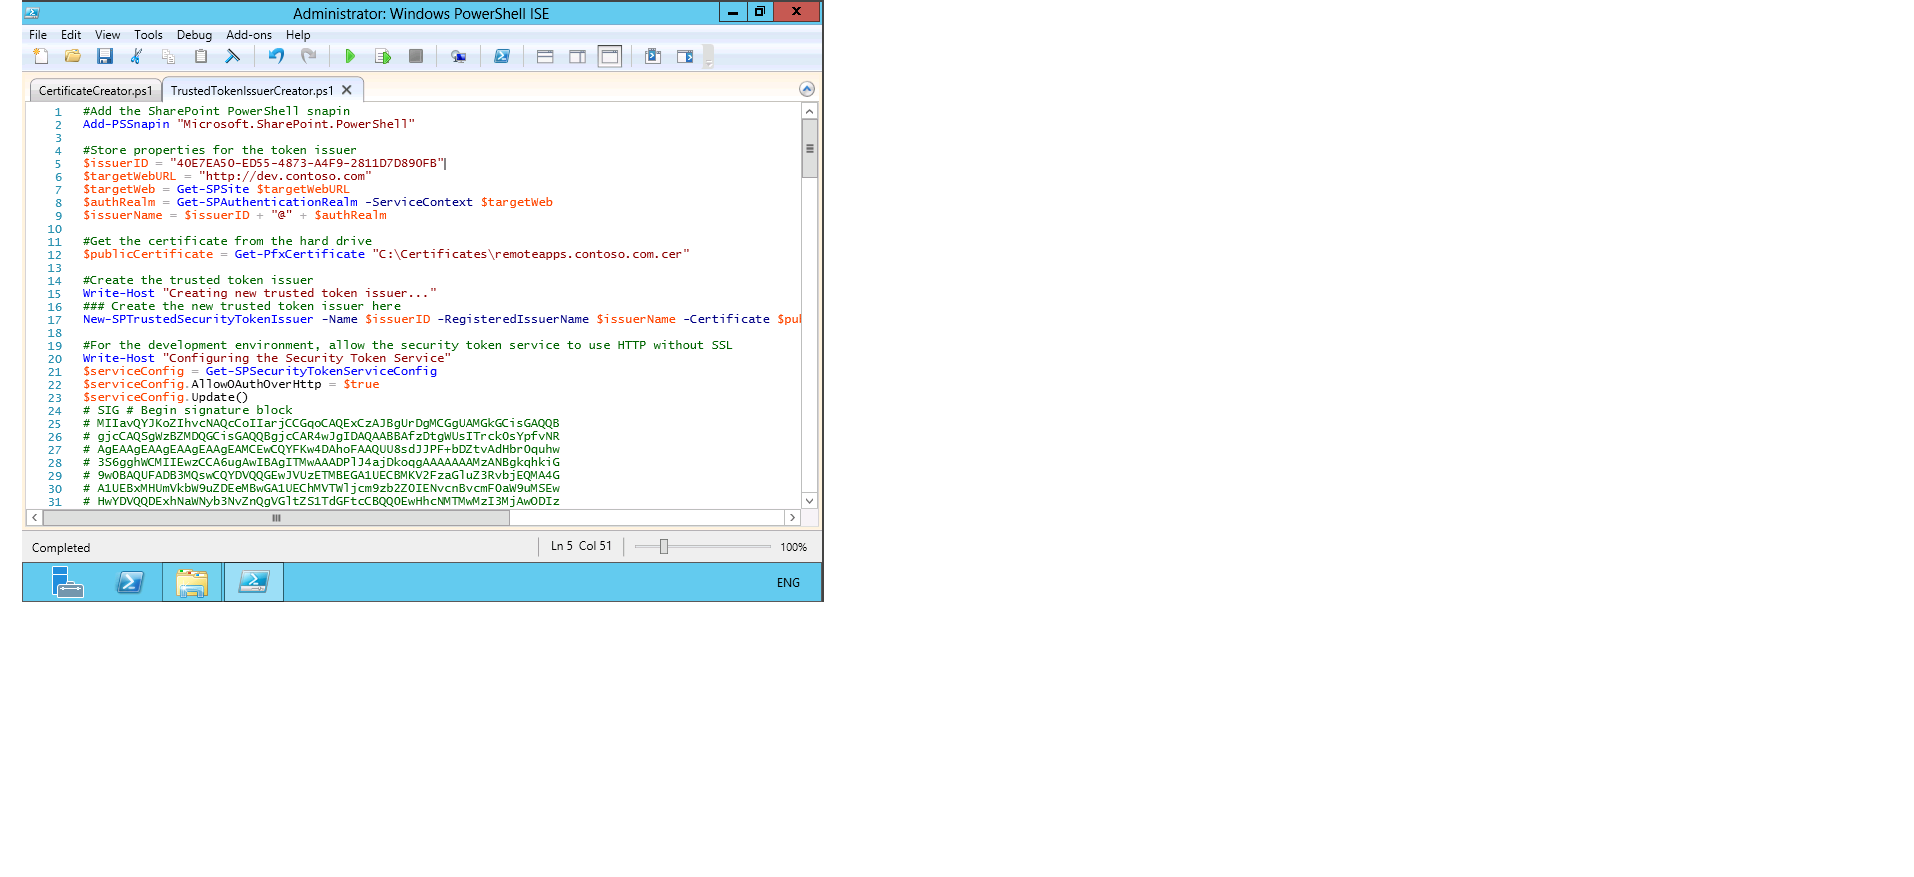 Administrator: Windows PowerShell ISE
File Edit View Tools Debug Add-ons Help
CertificateCreator.ps1 TrustedTokenIssuerCreator.ps1
1 #Add the SharePoint PowerShell snapin
2 Add-PSSnapin "Microsoft.SharePoint.PowerShell"
3
4 #Store properties for the token issuer
5 $issuerID = "40E7EA50-ED55-4873-A4F9-2811D7D890FB"
6 $targetWebURL = "http://dev.contoso.com"
7 $targetWeb = Get-SPSite $targetWebURL
8 $authRealm = Get-SPAuthenticationRealm -ServiceContext $targetWeb
9 $issuerName = $issuerID + "@" + $authRealm
10
11 #Get the certificate from the hard drive
12 $publicCertificate = Get-PfxCertificate "C:\Certificates\remoteapps.contoso.com.cer"
13
14 #Create the trusted token issuer
15 Write-Host "Creating new trusted token issuer..."
16 ### Create the new trusted token issuer here
17 New-SPTrustedSecurityTokenIssuer -Name $issuerID -RegisteredIssuerName $issuerName -Certificate $pul
18
19 #For the development environment, allow the security token service to use HTTP without SSL
20 Write-Host "Configuring the Security Token Service"
21 $serviceConfig = Get-SPSecurityTokenServiceConfig
22 $serviceConfig.AllowOAuthOverHttp = $true
23 $serviceConfig.Update()
24 # SIG # Begin signature block
25 # MIIavQYJKoZIhvcNAQcCoIIarjCCGqoCAQExCzAJBgUrDgMCGgUAMGkGCisGAQQB
26 # gjcCAQSgWzBZMDQGCisGAQQBgjcCAR4wJgIDAQAABBAfzDtgWUsITrckOsYpfvNR
27 # AgEAAgEAAgEAAgEAAgEAMCEwCQYFKw4DAhoFAAQUU8sdJJPF+bDZtvAdHbrOquhw
28 # 3S6gghWCMIIEwzCCA6ugAwIBAgITMwAAADPlJ4ajDkoqgAAAAAAAMzANBgkqhkiG
29 # 9w0BAQUFADB3MQswCQYDVQQGEwJVUzETMBEGA1UECBMKV2FzaGluZ3RvbjEQMA4G
30 # A1UEBxMHUmVkbW9uZDEeMBwGA1UEChMVTWljcm9zb2Z0IENvcnBvcmF0aW9uMSEw
31 # HwYDVQQDExhNaWNyb3NvZnQgVGltZS1TdGFtcCBQQ0EwHhcNMTMwMzI3MjAwODIz
Completed Ln 5 Col 51 100%
ENG